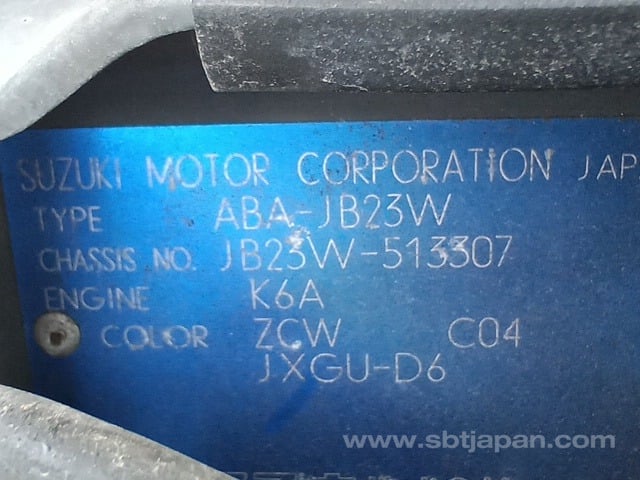 SUZUKI MOTOR CORPORATION JAP
TYPE ABA-JB23W
CHASSIS NO. JB23W-513307
ENGINE K6A
COLOR ZCW C04
JXGU-D6
www.sbtjapan.com